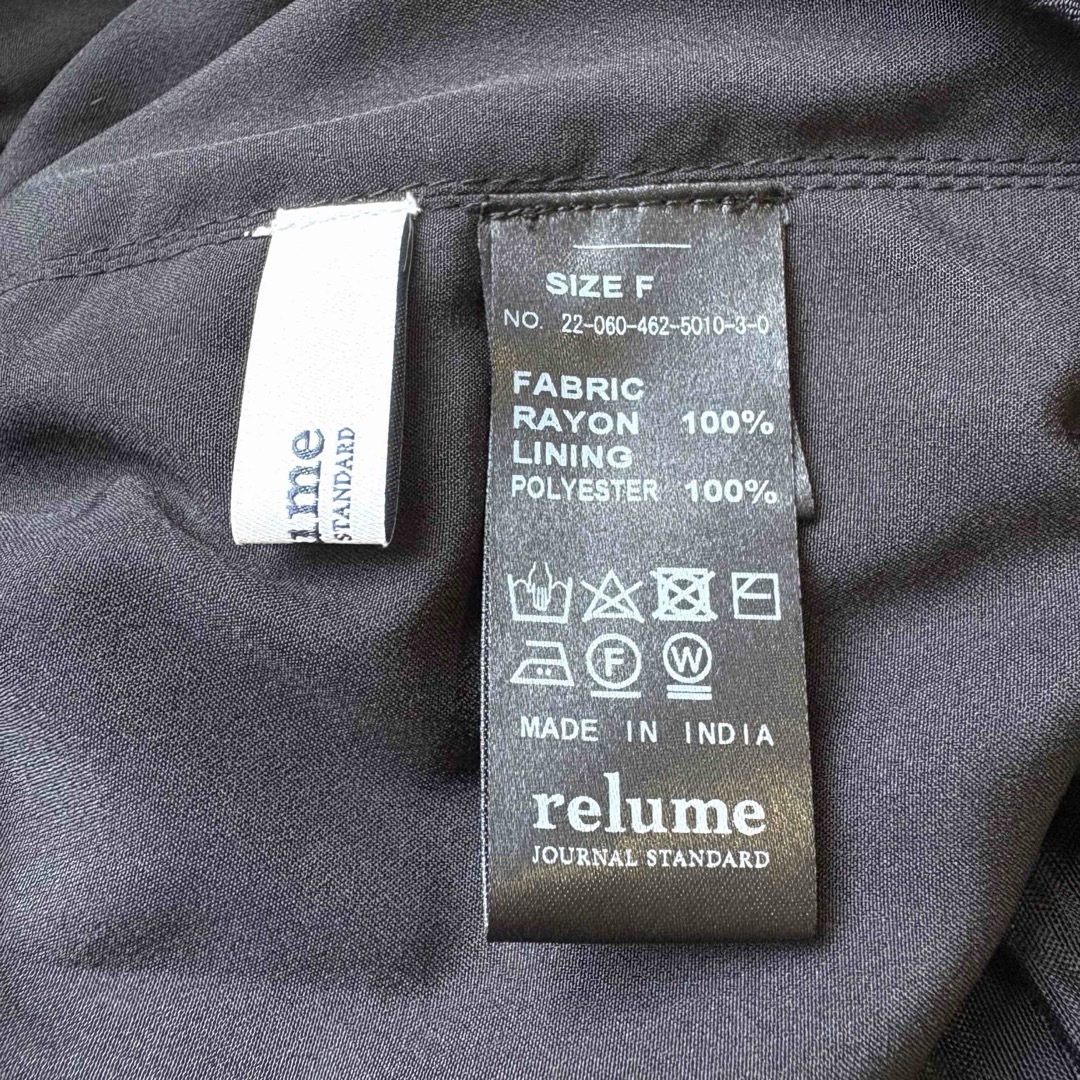 STANDARD
SIZE F
NO. 22-060-462-5010-3-0
FABRIC
RAYON 100%
LINING
POLYESTER 100%
F W
MADE IN INDIA
relume
JOURNAL STANDARD